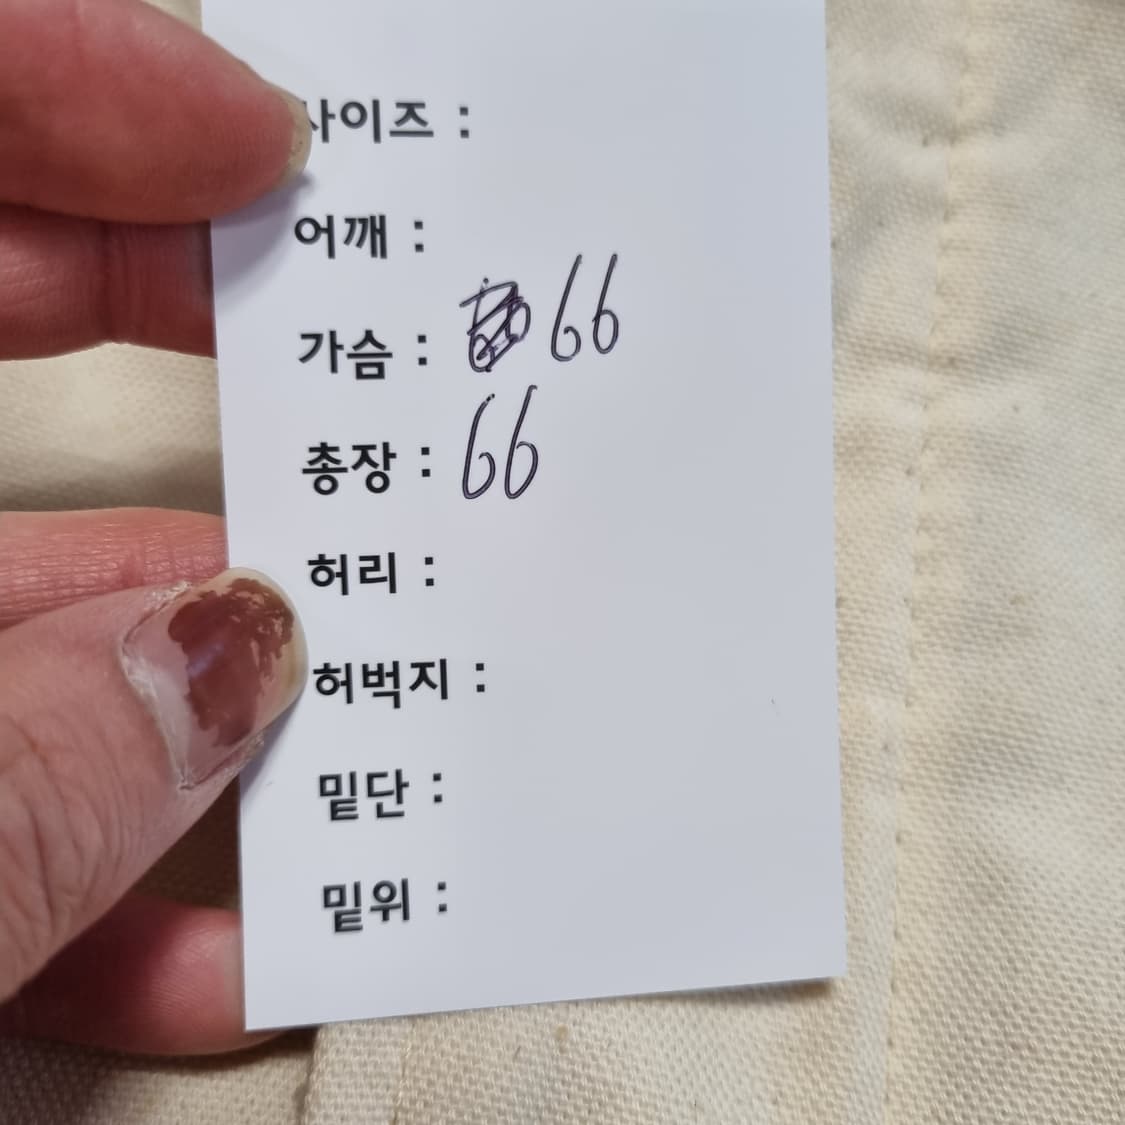 사이즈 :
어깨 :
가슴 : 66
총장 : 66
허리 :
허벅지 :
밑단 :
밑위 :